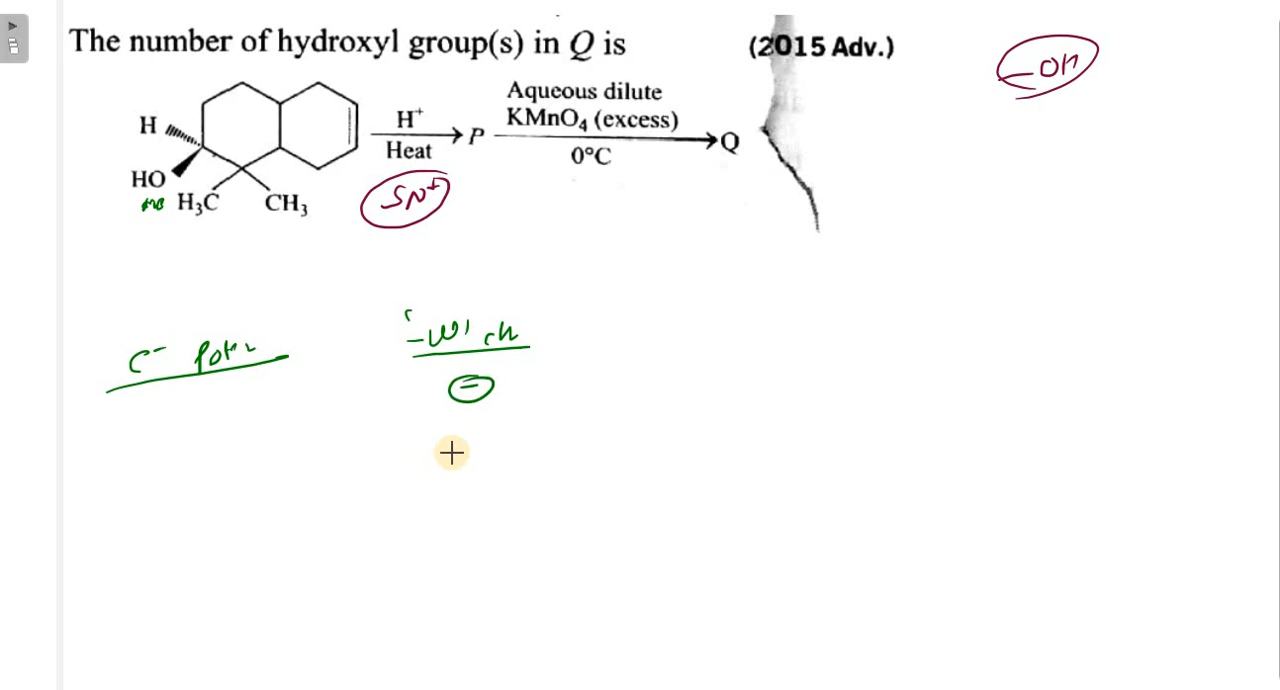 The number of hydroxyl group(s) in Q is (2015 Adv.)
-OH
H
HO
H₃C CH₃
H⁺
Heat
P
Aqueous dilute
KMnO₄ (excess)
0°C
Q